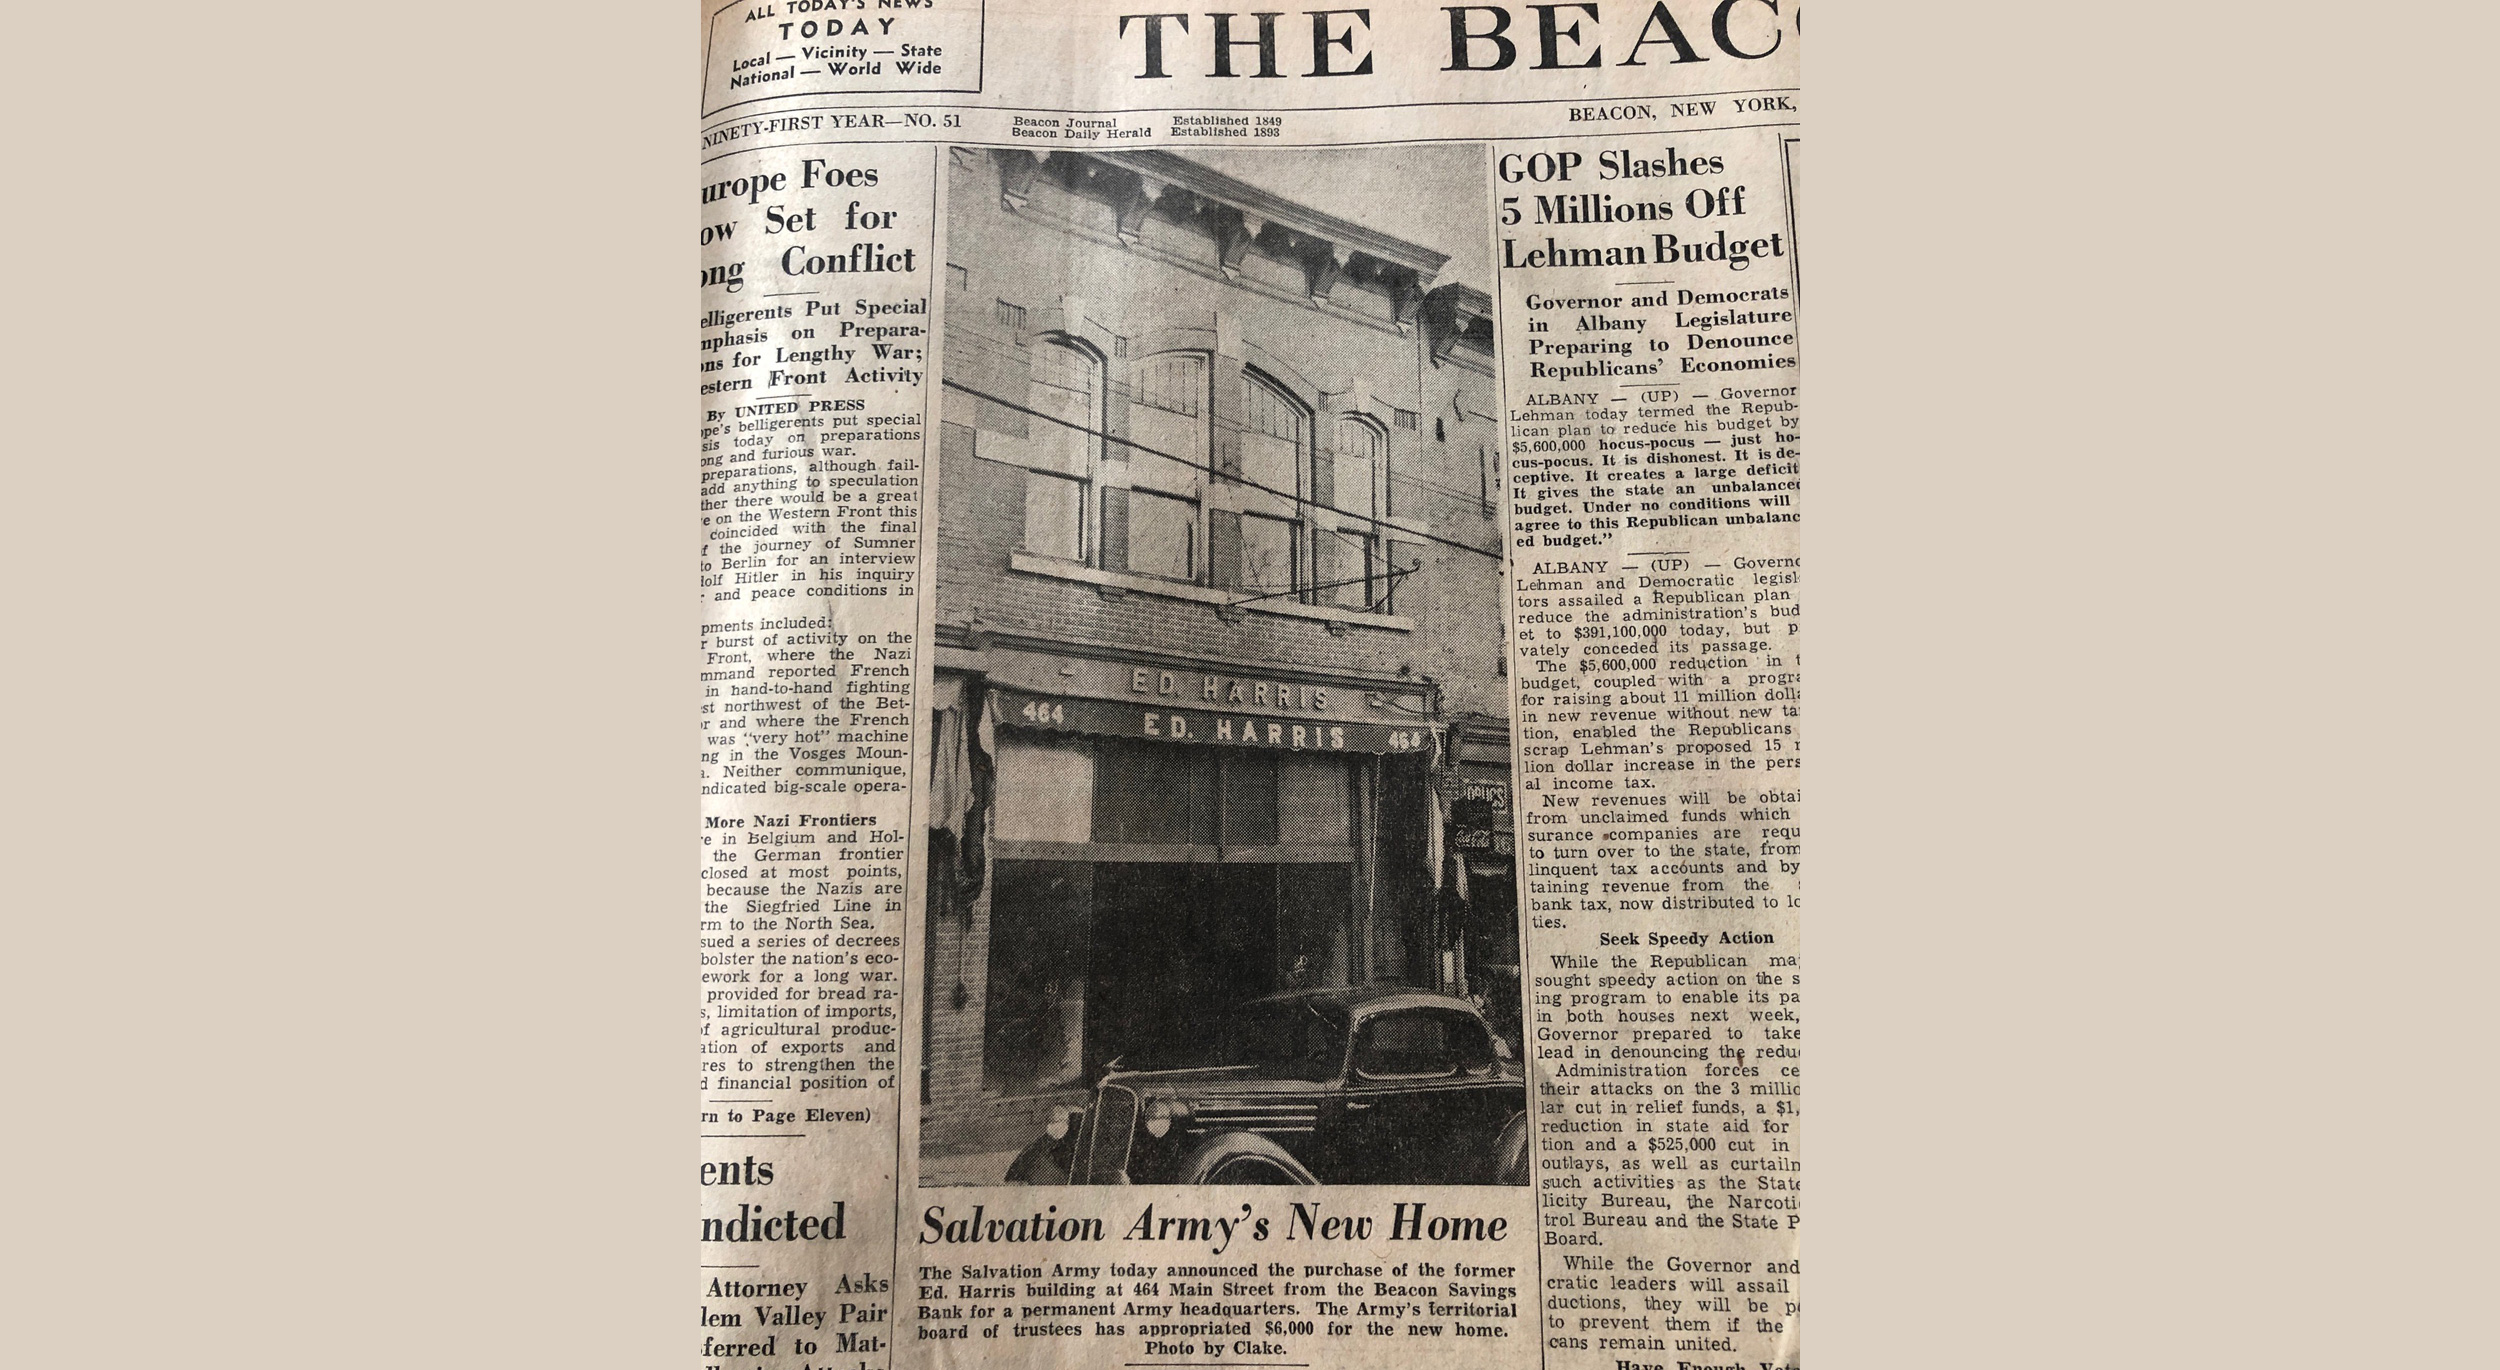 ALL TODAY'S NEWS
TODAY
Local — Vicinity — State
National — World Wide
THE BEAC
NINETY-FIRST YEAR—NO. 51
Beacon Journal Established 1849
Beacon Daily Herald Established 1893
BEACON, NEW YORK,
urope Foes
ow Set for
ong Conflict
elligerents Put Special
mphasis on Prepara-
ons for Lengthy War;
estern Front Activity
By UNITED PRESS
ope's belligerents put special
sis today on preparations
ong and furious war.
preparations, although fail-
add anything to speculation
ther there would be a great
e on the Western Front this
coincided with the final
f the journey of Sumner
to Berlin for an interview
dolf Hitler in his inquiry
r and peace conditions in
pments included:
r burst of activity on the
Front, where the Nazi
mmand reported French
in hand-to-hand fighting
st northwest of the Bet-
r and where the French
was "very hot" machine
ng in the Vosges Moun-
a. Neither communique,
ndicated big-scale opera-
More Nazi Frontiers
re in Belgium and Hol-
the German frontier
closed at most points,
because the Nazis are
the Siegfried Line in
rm to the North Sea.
sued a series of decrees
bolster the nation's eco-
ework for a long war.
provided for bread ra-
s, limitation of imports,
of agricultural produc-
ation of exports and
res to strengthen the
d financial position of
rn to Page Eleven)
ents
ndicted
Attorney Asks
lem Valley Pair
ferred to Mat-
ED. HARRIS
464 ED. HARRIS 464
DRUGS
Coca-Cola
Salvation Army's New Home
The Salvation Army today announced the purchase of the former
Ed. Harris building at 464 Main Street from the Beacon Savings
Bank for a permanent Army headquarters. The Army's territorial
board of trustees has appropriated $6,000 for the new home.
Photo by Clake.
GOP Slashes
5 Millions Off
Lehman Budget
Governor and Democrats
in Albany Legislature
Preparing to Denounce
Republicans' Economies
ALBANY — (UP) — Governor
Lehman today termed the Repub-
lican plan to reduce his budget by
$5,600,000 hocus-pocus — just ho-
cus-pocus. It is dishonest. It is de-
ceptive. It creates a large deficit
It gives the state an unbalanced
budget. Under no conditions will
agree to this Republican unbalanc
ed budget."
ALBANY — (UP) — Governo
Lehman and Democratic legisl
tors assailed a Republican plan
reduce the administration's bud
et to $391,100,000 today, but p
vately conceded its passage.
The $5,600,000 reduction in t
budget, coupled with a progra
for raising about 11 million dolla
in new revenue without new ta
tion, enabled the Republicans
scrap Lehman's proposed 15 m
lion dollar increase in the pers
al income tax.
New revenues will be obtai
from unclaimed funds which
surance companies are requ
to turn over to the state, from
linquent tax accounts and by
taining revenue from the s
bank tax, now distributed to lo
ties.
Seek Speedy Action
While the Republican maj
sought speedy action on the s
ing program to enable its pa
in both houses next week,
Governor prepared to take
lead in denouncing the redu
Administration forces ce
their attacks on the 3 millio
lar cut in relief funds, a $1,
reduction in state aid for
tion and a $525,000 cut in
outlays, as well as curtailm
such activities as the State
licity Bureau, the Narcoti
trol Bureau and the State P
Board.
While the Governor and
cratic leaders will assail
ductions, they will be p
to prevent them if the
cans remain united.
Have Enough Vot